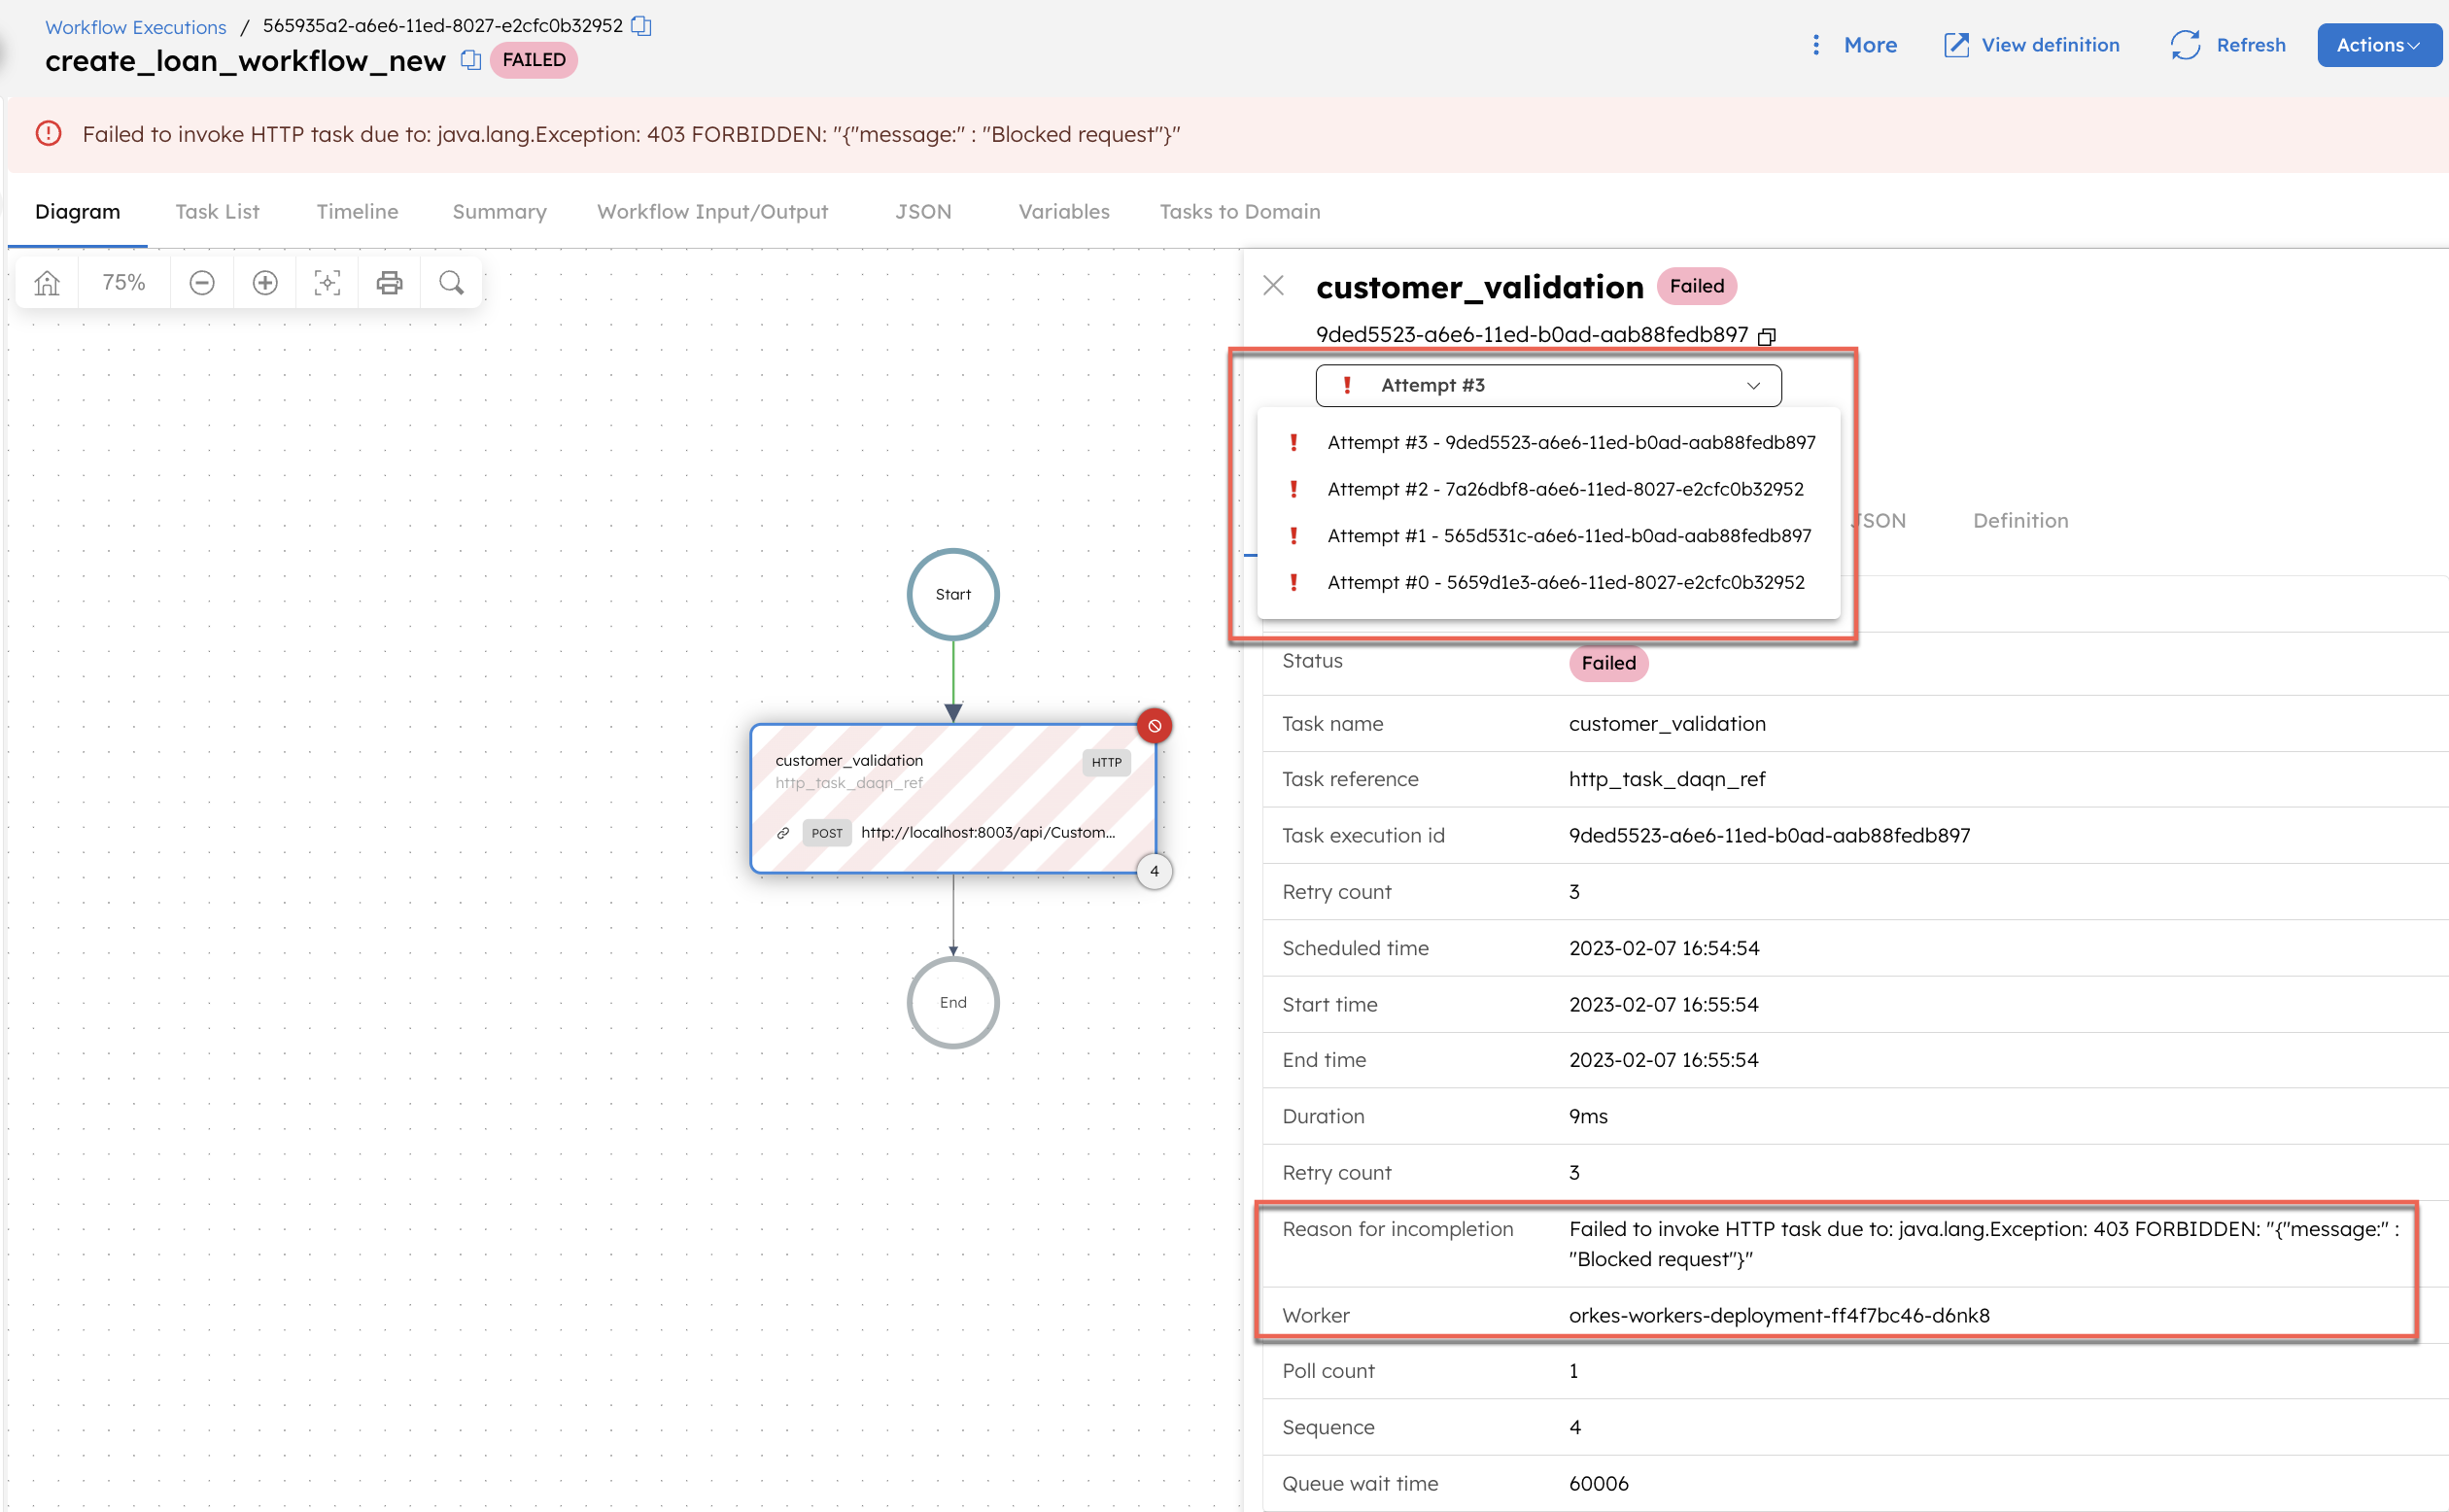 Workflow Executions / 565935a2-a6e6-11ed-8027-e2cfc0b32952
create_loan_workflow_new FAILED
More View definition Refresh Actions
Failed to invoke HTTP task due to: java.lang.Exception: 403 FORBIDDEN: "{"message:" : "Blocked request"}"
Diagram Task List Timeline Summary Workflow Input/Output JSON Variables Tasks to Domain
75%
Start
customer_validation HTTP
http_task_daqn_ref
POST http://localhost:8003/api/Custom...
4
End
customer_validation Failed
9ded5523-a6e6-11ed-b0ad-aab88fedb897
Attempt #3
Attempt #3 - 9ded5523-a6e6-11ed-b0ad-aab88fedb897
Attempt #2 - 7a26dbf8-a6e6-11ed-8027-e2cfc0b32952
Attempt #1 - 565d531c-a6e6-11ed-b0ad-aab88fedb897
Attempt #0 - 5659d1e3-a6e6-11ed-8027-e2cfc0b32952
JSON Definition
Status Failed
Task name customer_validation
Task reference http_task_daqn_ref
Task execution id 9ded5523-a6e6-11ed-b0ad-aab88fedb897
Retry count 3
Scheduled time 2023-02-07 16:54:54
Start time 2023-02-07 16:55:54
End time 2023-02-07 16:55:54
Duration 9ms
Retry count 3
Reason for incompletion Failed to invoke HTTP task due to: java.lang.Exception: 403 FORBIDDEN: "{"message:" :
"Blocked request"}"
Worker orkes-workers-deployment-ff4f7bc46-d6nk8
Poll count 1
Sequence 4
Queue wait time 60006